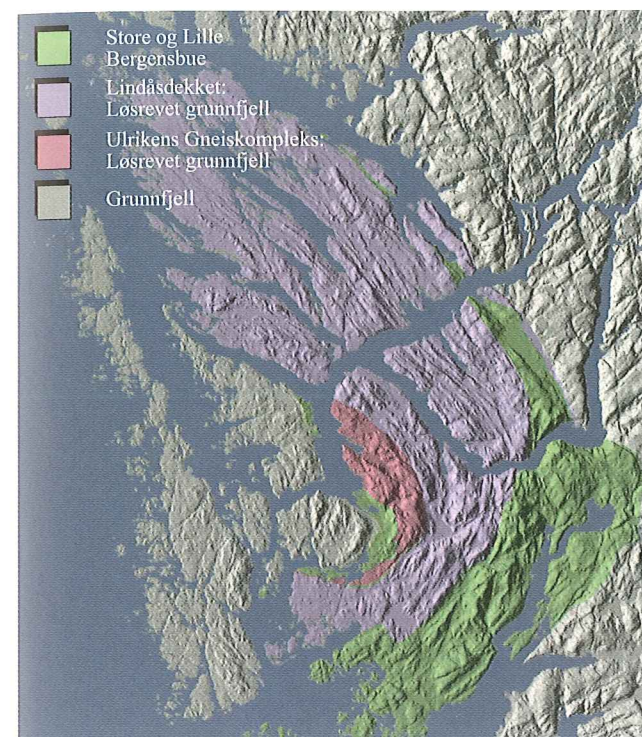 Store og Lille
Bergensbue
Lindåsdekket:
Løsrevet grunnfjell
Ulrikens Gneiskompleks:
Løsrevet grunnfjell
Grunnfjell